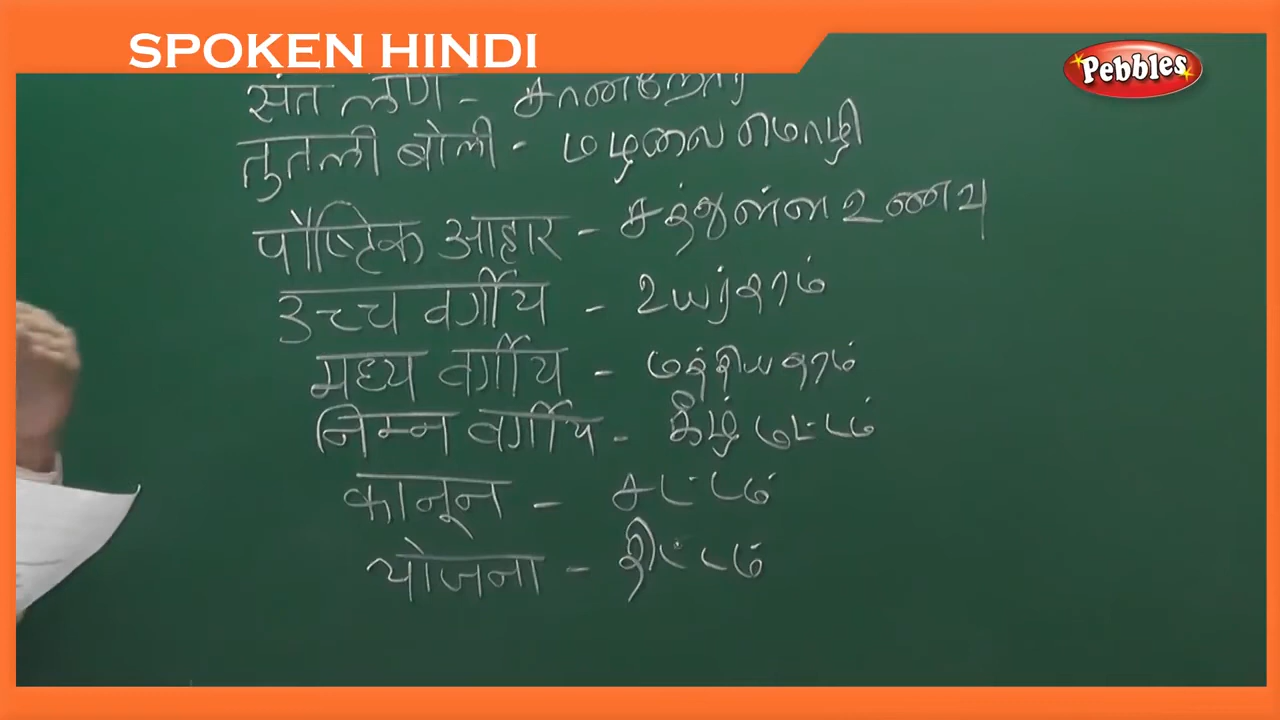 SPOKEN HINDI
Pebbles
संत लोग - சான்றோர்
तुतली बोली - மழலை மொழி
पौष्टिक आहार - சத்துள்ள உணவு
उच्च वर्गीय - உயர்தரம்
मध्य वर्गीय - மத்தியதரம்
निम्न वर्गीय - கீழ் மட்டம்
कानून - சட்டம்
योजना - திட்டம்